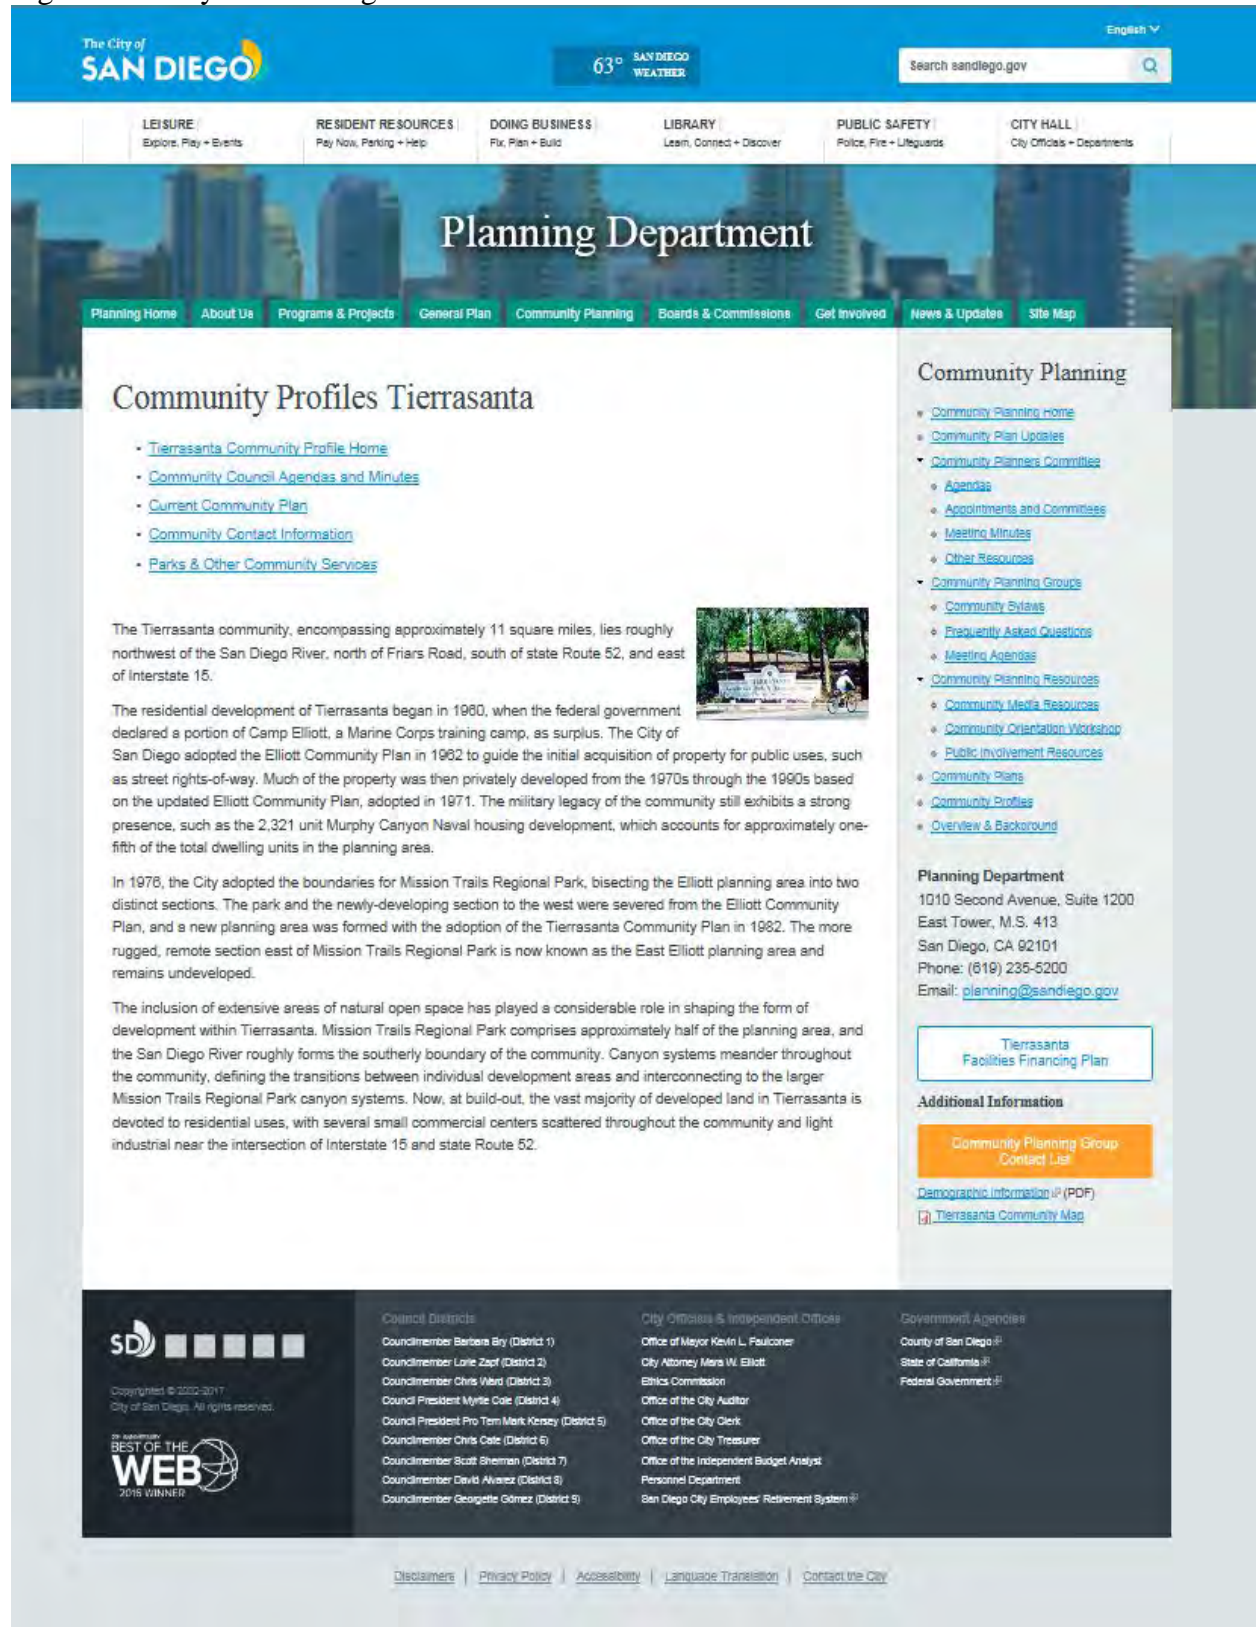 The City of
SAN DIEGO
63° SAN DIEGO
WEATHER
English
Search sandiego.gov
LEISURE
Explore, Play + Events
RESIDENT RESOURCES
Pay Now, Parking + Help
DOING BUSINESS
Fix, Plan + Build
LIBRARY
Learn, Connect + Discover
PUBLIC SAFETY
Police, Fire + Lifeguards
CITY HALL
City Officials + Departments
Planning Department
Planning Home About Us Programs & Projects General Plan Community Planning Boards & Commissions Get Involved News & Updates Site Map
Community Profiles Tierrasanta
• Tierrasanta Community Profile Home
• Community Council Agendas and Minutes
• Current Community Plan
• Community Contact Information
• Parks & Other Community Services
The Tierrasanta community, encompassing approximately 11 square miles, lies roughly
northwest of the San Diego River, north of Friars Road, south of state Route 52, and east
of Interstate 15.
The residential development of Tierrasanta began in 1960, when the federal government
declared a portion of Camp Elliott, a Marine Corps training camp, as surplus. The City of
San Diego adopted the Elliott Community Plan in 1962 to guide the initial acquisition of property for public uses, such
as street rights-of-way. Much of the property was then privately developed from the 1970s through the 1990s based
on the updated Elliott Community Plan, adopted in 1971. The military legacy of the community still exhibits a strong
presence, such as the 2,321 unit Murphy Canyon Naval housing development, which accounts for approximately one-
fifth of the total dwelling units in the planning area.
In 1976, the City adopted the boundaries for Mission Trails Regional Park, bisecting the Elliott planning area into two
distinct sections. The park and the newly-developing section to the west were severed from the Elliott Community
Plan, and a new planning area was formed with the adoption of the Tierrasanta Community Plan in 1982. The more
rugged, remote section east of Mission Trails Regional Park is now known as the East Elliott planning area and
remains undeveloped.
The inclusion of extensive areas of natural open space has played a considerable role in shaping the form of
development within Tierrasanta. Mission Trails Regional Park comprises approximately half of the planning area, and
the San Diego River roughly forms the southerly boundary of the community. Canyon systems meander throughout
the community, defining the transitions between individual development areas and interconnecting to the larger
Mission Trails Regional Park canyon systems. Now, at build-out, the vast majority of developed land in Tierrasanta is
devoted to residential uses, with several small commercial centers scattered throughout the community and light
industrial near the intersection of Interstate 15 and state Route 52.
Community Planning
Community Planning Home
Community Plan Updates
Community Planners Committee
Agendas
Appointments and Committees
Meeting Minutes
Other Resources
Community Planning Groups
Community Bylaws
Frequently Asked Questions
Meeting Agendas
Community Planning Resources
Community Media Resources
Community Orientation Workshop
Public Involvement Resources
Community Plans
Community Profiles
Overview & Background
Planning Department
1010 Second Avenue, Suite 1200
East Tower, M.S. 413
San Diego, CA 92101
Phone: (619) 235-5200
Email: planning@sandiego.gov
Tierrasanta
Facilities Financing Plan
Additional Information
Community Planning Group
Contact List
Demographic Information (PDF)
Tierrasanta Community Map
SD
Copyrighted © 2002-2017
City of San Diego. All rights reserved.
BEST OF THE
WEB
2016 WINNER
Council Districts
Councilmember Barbara Bry (District 1)
Councilmember Lorie Zapf (District 2)
Councilmember Chris Ward (District 3)
Council President Myrtle Cole (District 4)
Council President Pro Tem Mark Kersey (District 5)
Councilmember Chris Cate (District 6)
Councilmember Scott Sherman (District 7)
Councilmember David Alvarez (District 8)
Councilmember Georgette Gómez (District 9)
City Officials & Independent Offices
Office of Mayor Kevin L. Faulconer
City Attorney Mara W. Elliott
Ethics Commission
Office of the City Auditor
Office of the City Clerk
Office of the City Treasurer
Office of the Independent Budget Analyst
Personnel Department
San Diego City Employees' Retirement System
Government Agencies
County of San Diego
State of California
Federal Government
Disclaimers | Privacy Policy | Accessibility | Language Translation | Contact the City